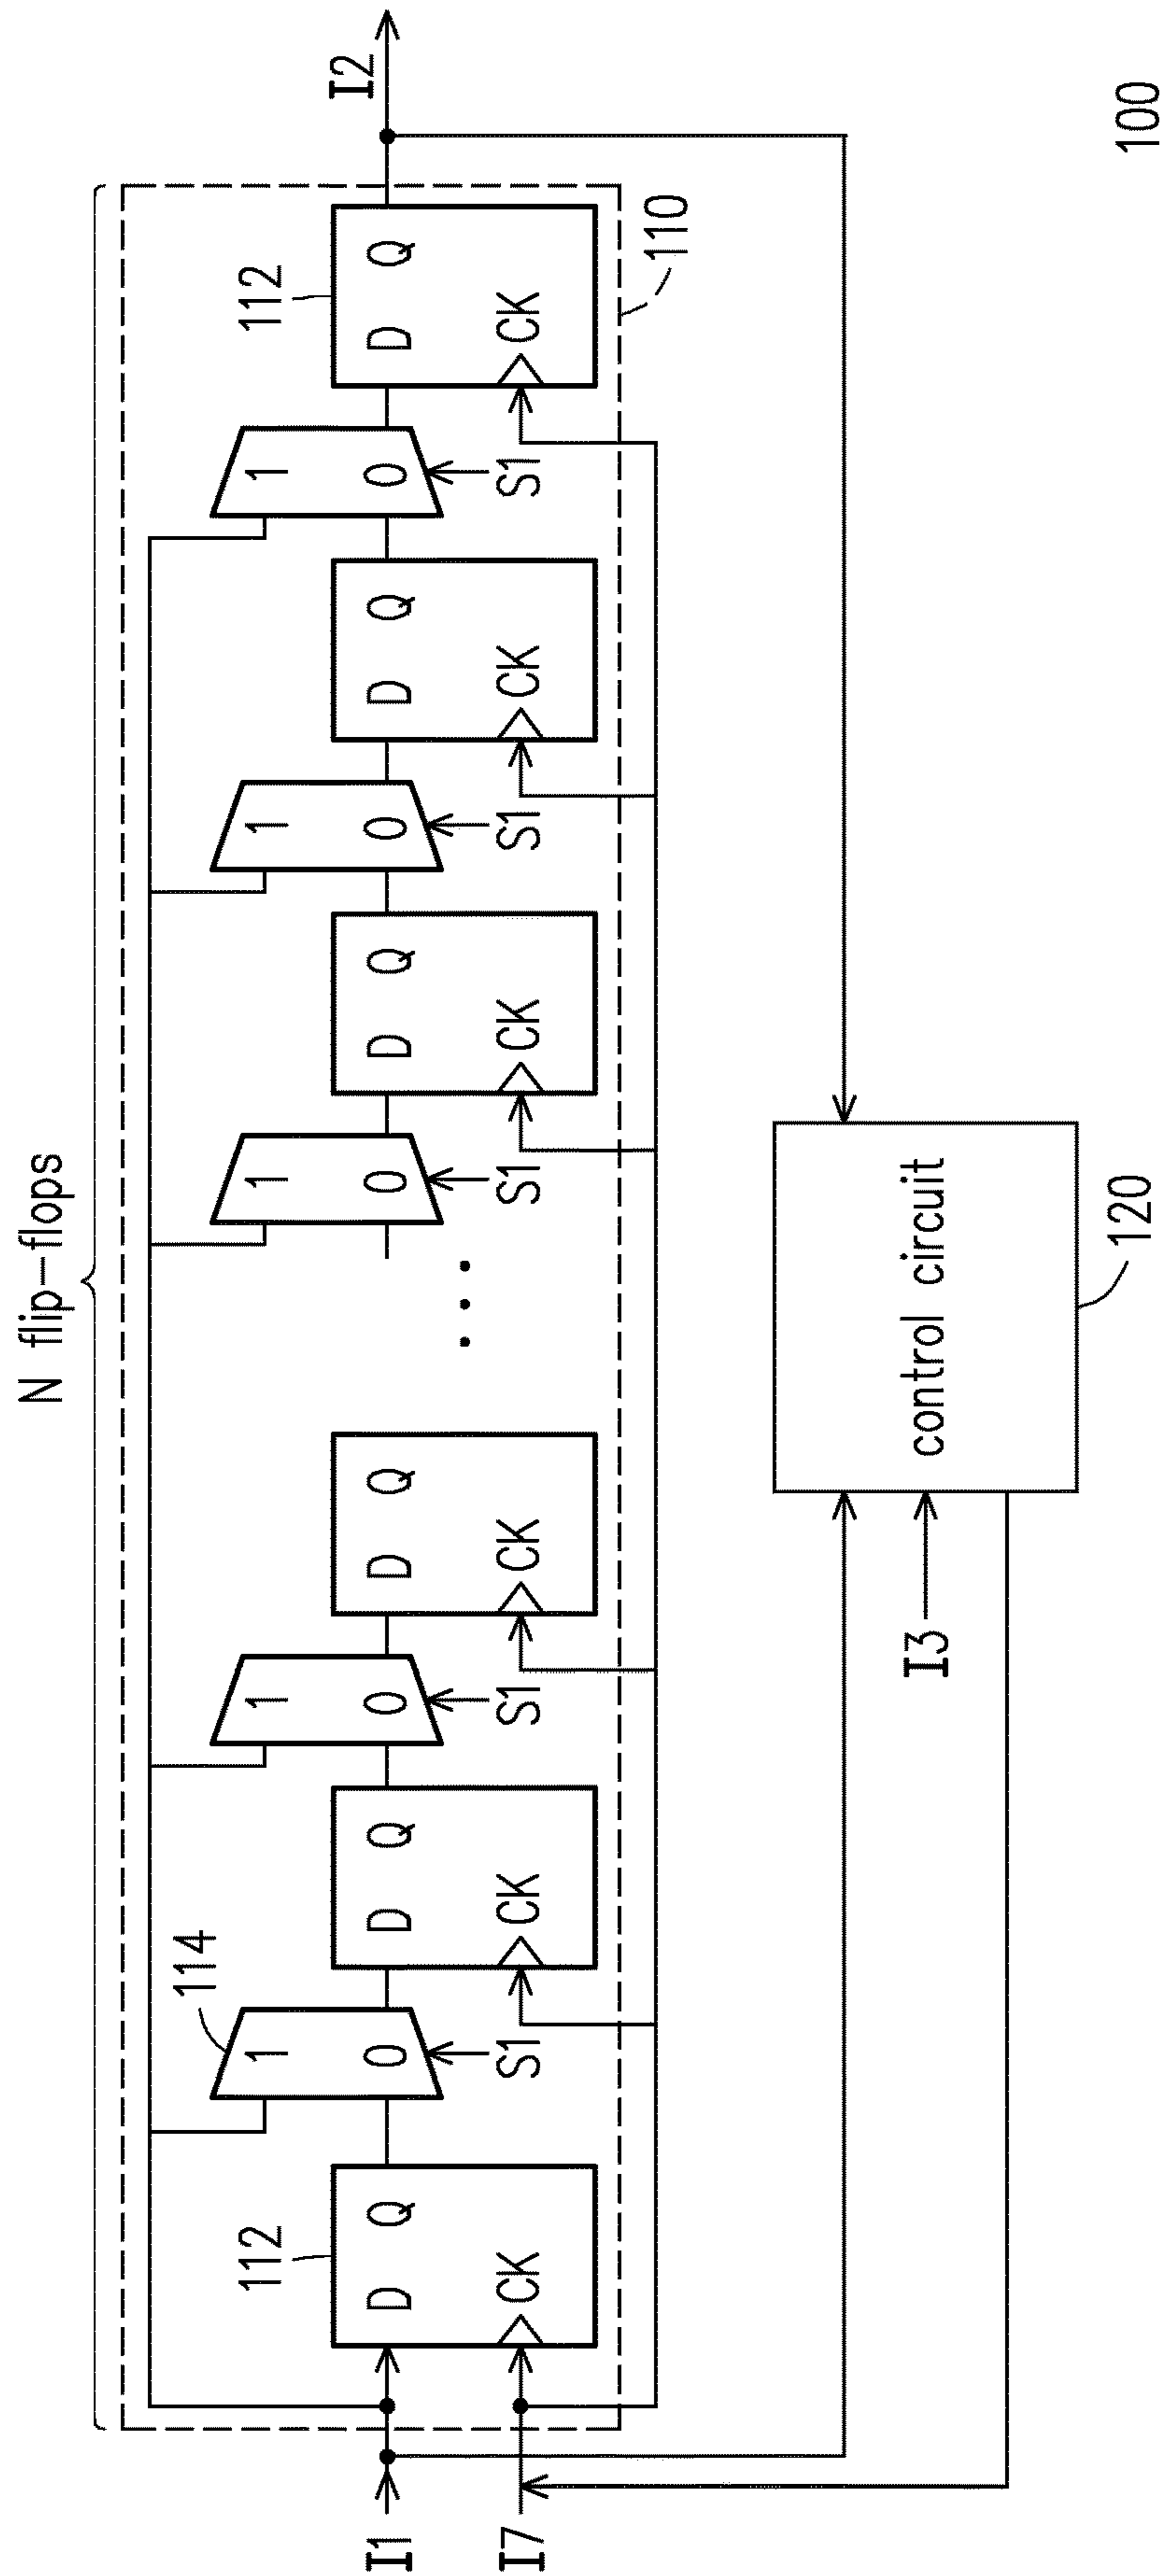 N flip-flops
114
112 1 1 1 1 1 112
I1 D Q 0 D Q 0 D Q ... 0 D Q 0 D Q 0 D Q I2
I7 CK S1 CK S1 CK S1 CK S1 CK S1 CK
110
I3 control circuit
120
100